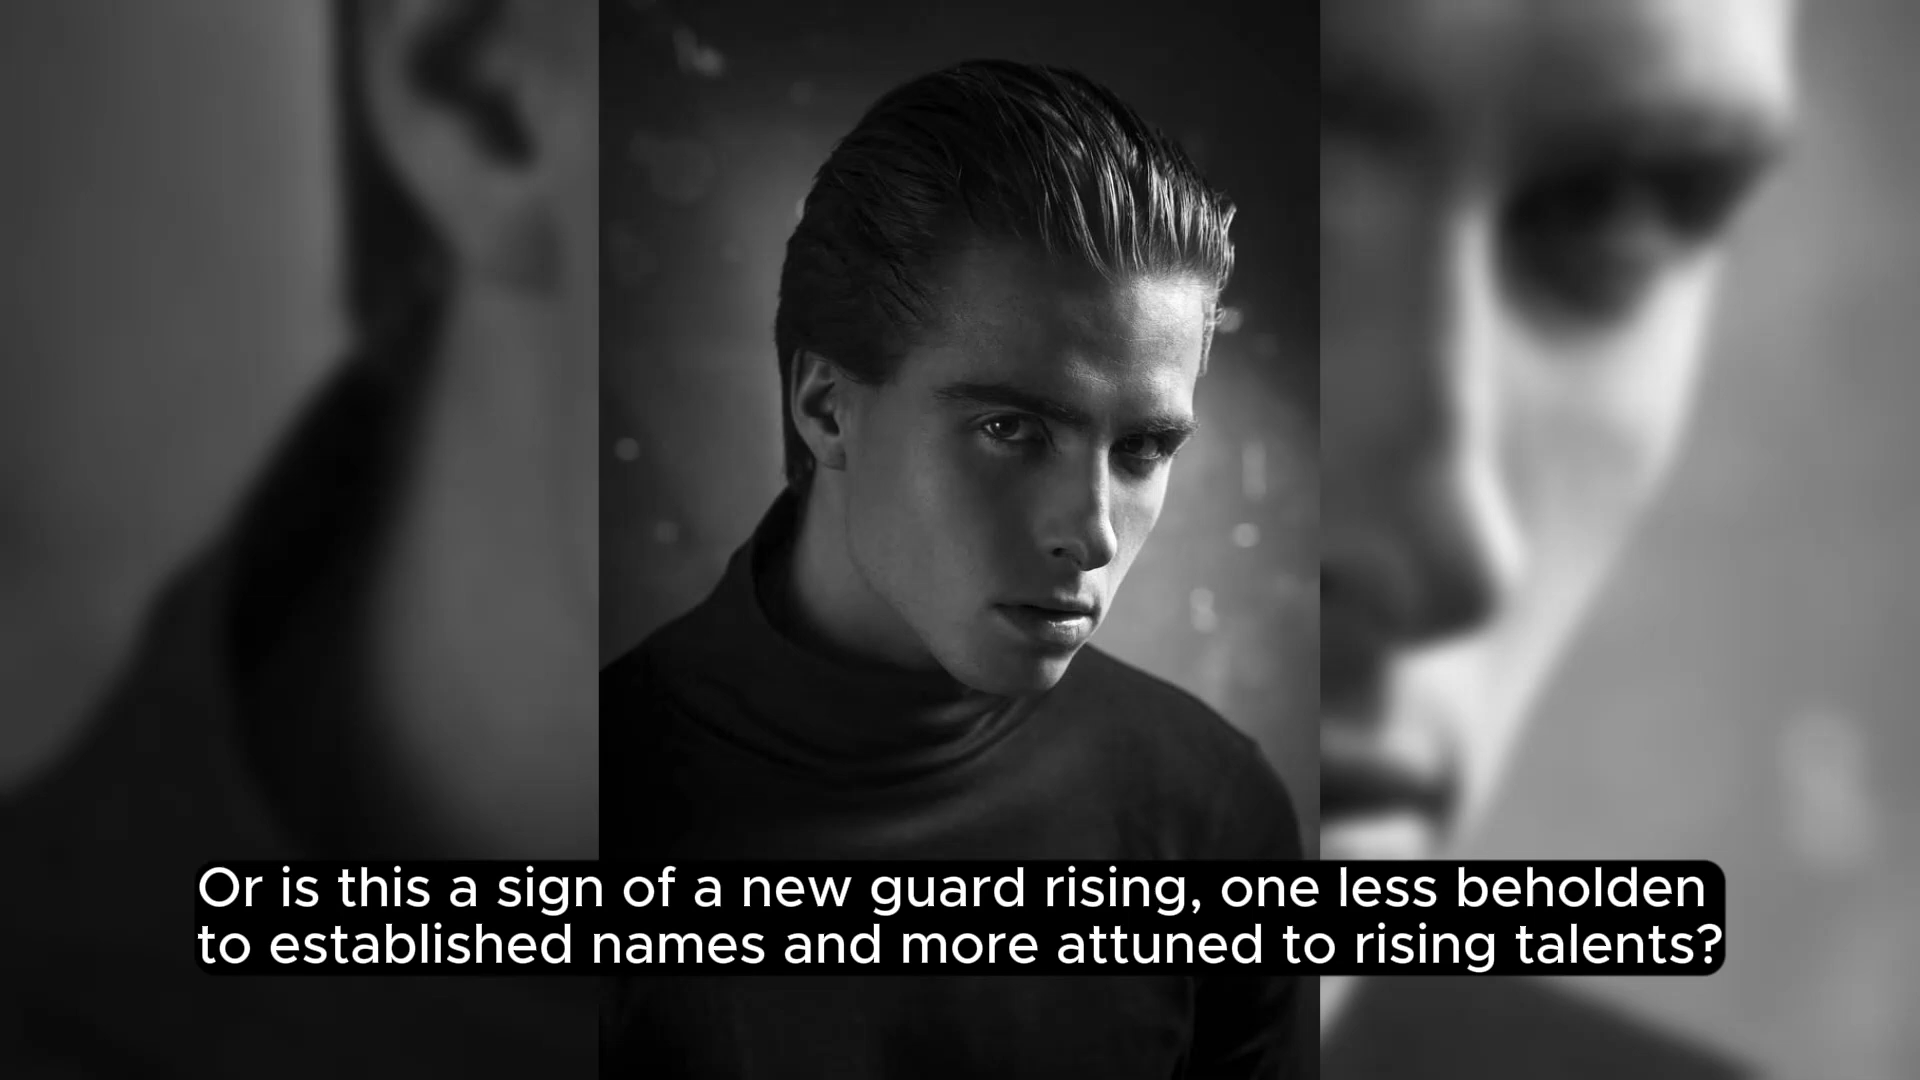 Or is this a sign of a new guard rising, one less beholden
to established names and more attuned to rising talents?